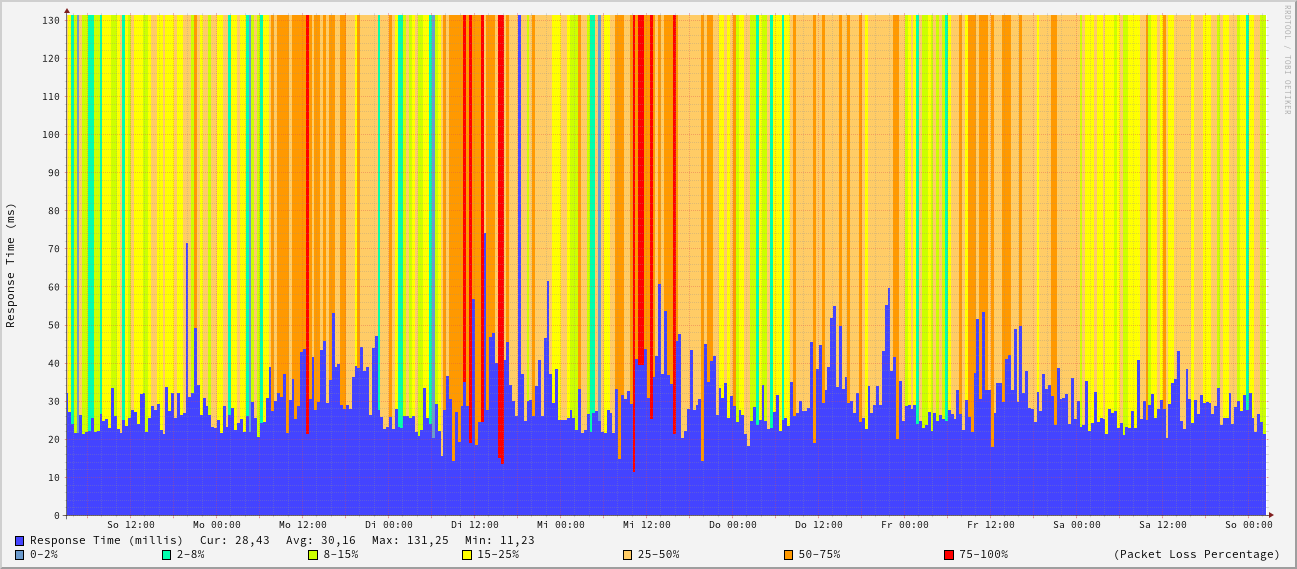 RRDTOOL / TOBI OETIKER
Response Time (ms)
130
120
110
100
90
80
70
60
50
40
30
20
10
0
So 12:00 Mo 00:00 Mo 12:00 Di 00:00 Di 12:00 Mi 00:00 Mi 12:00 Do 00:00 Do 12:00 Fr 00:00 Fr 12:00 Sa 00:00 Sa 12:00 So 00:00
Response Time (millis) Cur: 28,43 Avg: 30,16 Max: 131,25 Min: 11,23
0-2% 2-8% 8-15% 15-25% 25-50% 50-75% 75-100% (Packet Loss Percentage)